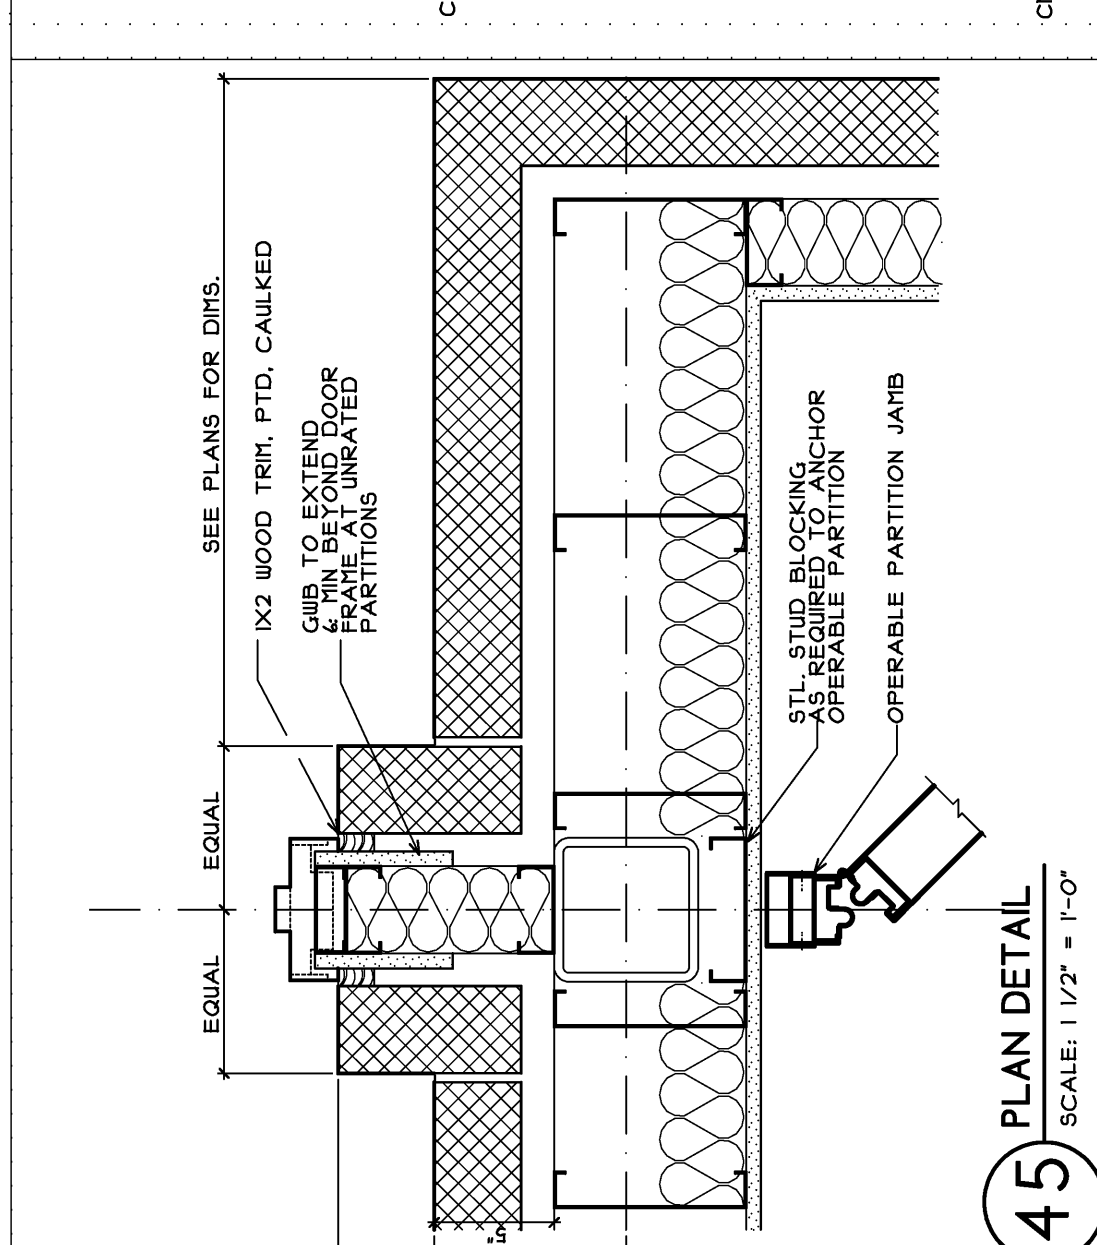 SEE PLANS FOR DIMS.
EQUAL
EQUAL
1X2 WOOD TRIM, PTD, CAULKED
GWB TO EXTEND
6" MIN BEYOND DOOR
FRAME AT UNRATED
PARTITIONS
STL. STUD BLOCKING
AS REQUIRED TO ANCHOR
OPERABLE PARTITION
OPERABLE PARTITION JAMB
5"
45
PLAN DETAIL
SCALE: 1 1/2" = 1'-0"